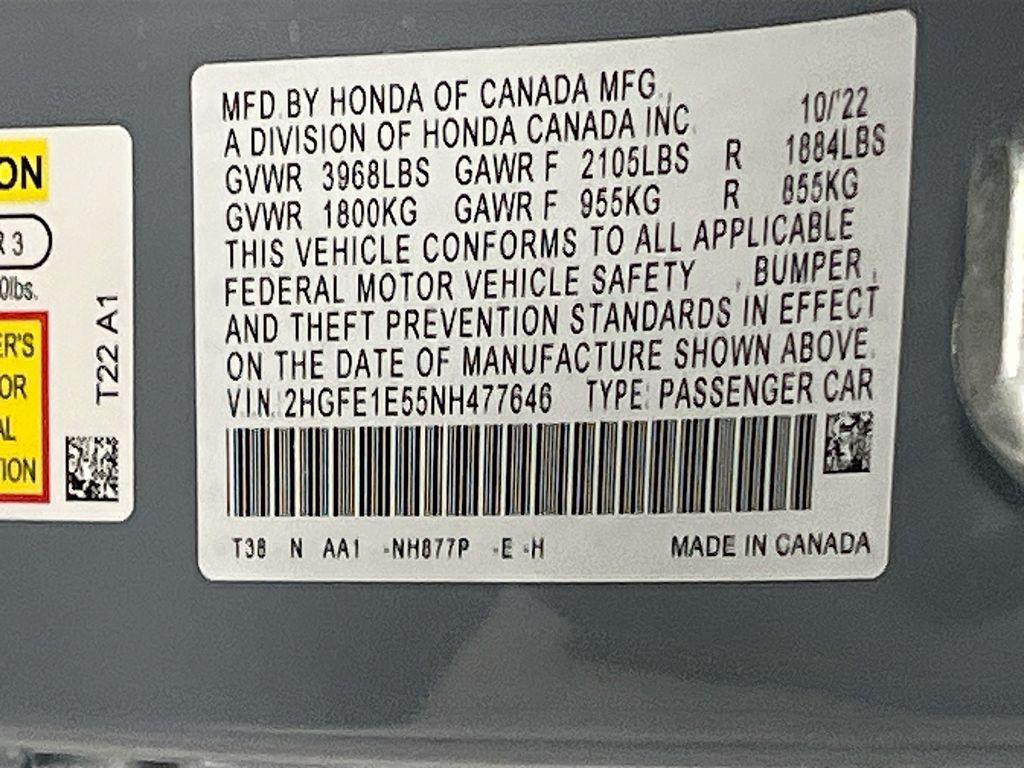 ON
R 3
0lbs.
ER'S
OR
AL
TION
T22 A1
MFD. BY HONDA OF CANADA MFG., 10/'22
A DIVISION OF HONDA CANADA INC.
GVWR 3968LBS GAWR F 2105LBS R 1884LBS
GVWR 1800KG GAWR F 955KG R 855KG
THIS VEHICLE CONFORMS TO ALL APPLICABLE
FEDERAL MOTOR VEHICLE SAFETY , BUMPER ,
AND THEFT PREVENTION STANDARDS IN EFFECT
ON THE DATE OF MANUFACTURE SHOWN ABOVE.
V.I.N. 2HGFE1E55NH477646 TYPE: PASSENGER CAR
T38 N AA1 -NH877P -E -H MADE IN CANADA